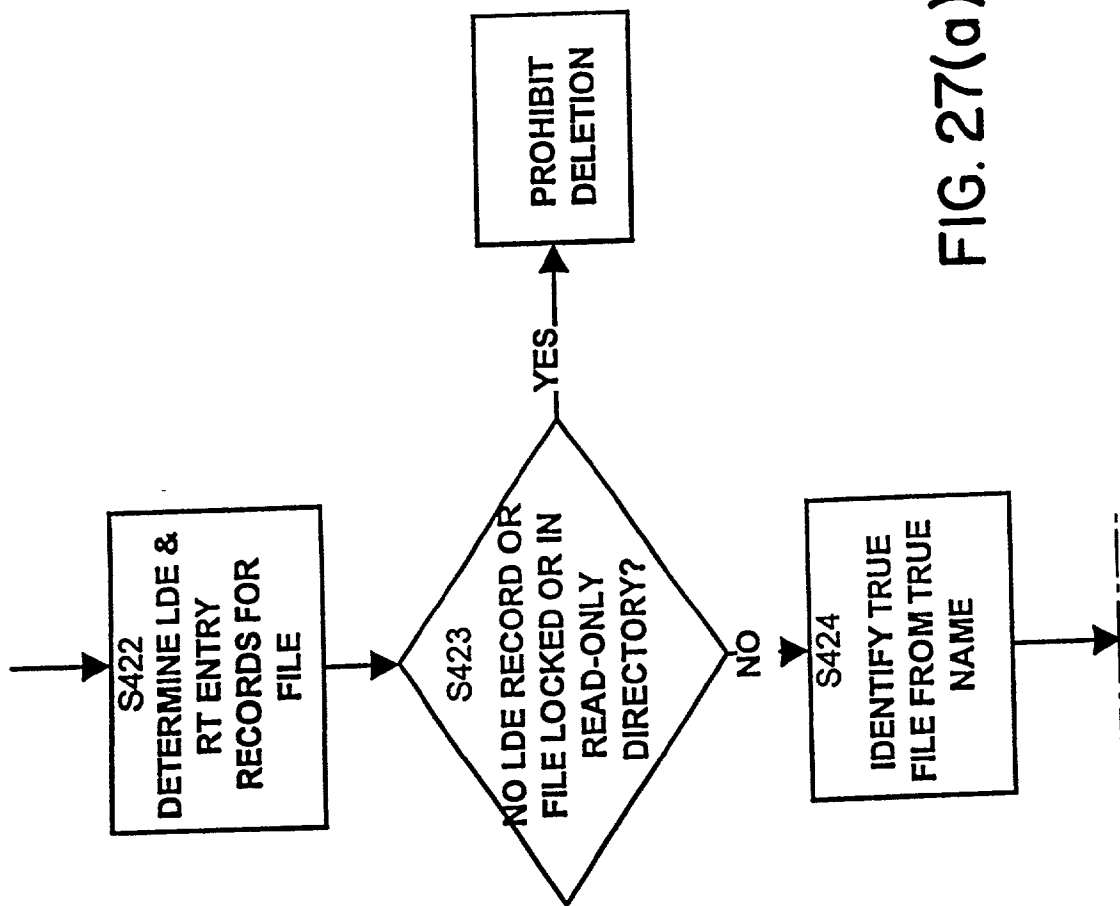 S422
DETERMINE LDE &
RT ENTRY
RECORDS FOR
FILE
S423
NO LDE RECORD OR
FILE LOCKED OR IN
READ-ONLY
DIRECTORY?
YES
PROHIBIT
DELETION
NO
S424
IDENTIFY TRUE
FILE FROM TRUE
NAME
FIG. 27(a)